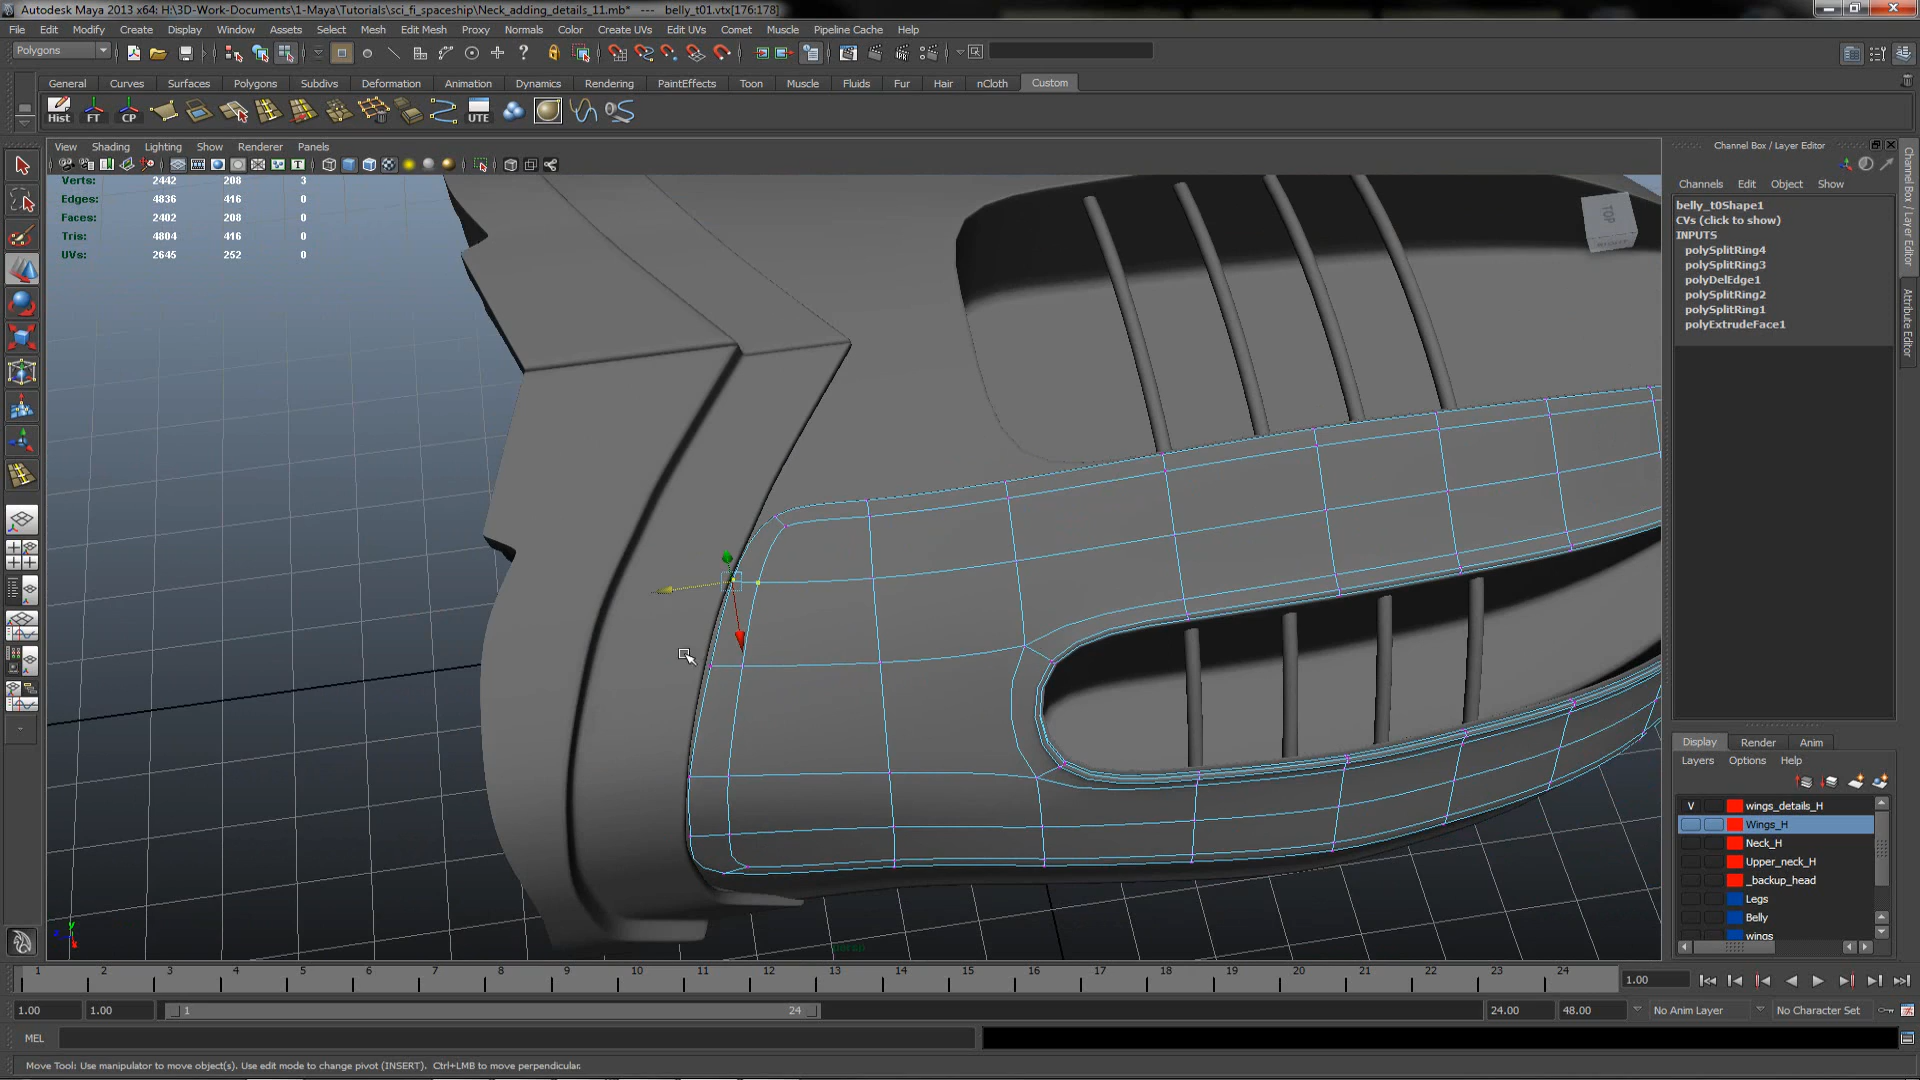 Autodesk Maya 2013 x64: H:\3D-Work-Documents\1-Maya\Tutorials\sci_fi_spaceship\Neck_adding_details_11.mb* --- belly_t01.vtx[176:178]
File Edit Modify Create Display Window Assets Select Mesh Edit Mesh Proxy Normals Color Create UVs Edit UVs Comet Muscle Pipeline Cache Help
Polygons
General Curves Surfaces Polygons Subdivs Deformation Animation Dynamics Rendering PaintEffects Toon Muscle Fluids Fur Hair nCloth Custom
Hist FT CP UTE
View Shading Lighting Show Renderer Panels
Channel Box / Layer Editor
Verts: 2442 208 3
Edges: 4836 416 0
Faces: 2402 208 0
Tris: 4804 416 0
UVs: 2645 252 0
TOP
persp
Channels Edit Object Show
belly_t0Shape1
CVs (click to show)
INPUTS
polySplitRing4
polySplitRing3
polyDelEdge1
polySplitRing2
polySplitRing1
polyExtrudeFace1
Channel Box / Layer Editor
Attribute Editor
Display Render Anim
Layers Options Help
V wings_details_H
Wings_H
Neck_H
Upper_neck_H
_backup_head
Legs
Belly
wings
1 2 3 4 5 6 7 8 9 10 11 12 13 14 15 16 17 18 19 20 21 22 23 24 1.00
1.00 1.00 1 24 24.00 48.00 No Anim Layer No Character Set
MEL
Move Tool: Use manipulator to move object(s). Use edit mode to change pivot (INSERT). Ctrl+LMB to move perpendicular.